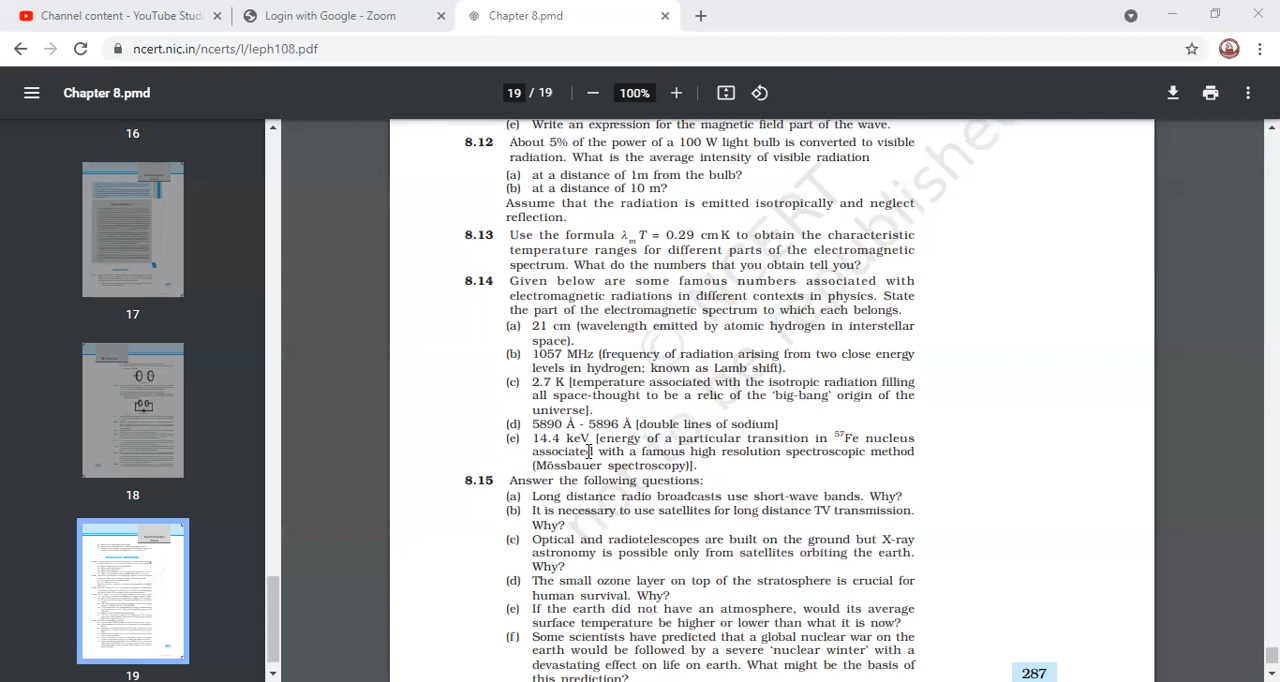 Channel content - YouTube Stud
Login with Google - Zoom
Chapter 8.pmd
ncert.nic.in/ncerts/l/leph108.pdf
Chapter 8.pmd
19 / 19
100%
16
17
18
19
(e) Write an expression for the magnetic field part of the wave.
8.12 About 5% of the power of a 100 W light bulb is converted to visible
radiation. What is the average intensity of visible radiation
(a) at a distance of 1m from the bulb?
(b) at a distance of 10 m?
Assume that the radiation is emitted isotropically and neglect
reflection.
8.13 Use the formula λm T = 0.29 cm K to obtain the characteristic
temperature ranges for different parts of the electromagnetic
spectrum. What do the numbers that you obtain tell you?
8.14 Given below are some famous numbers associated with
electromagnetic radiations in different contexts in physics. State
the part of the electromagnetic spectrum to which each belongs.
(a) 21 cm (wavelength emitted by atomic hydrogen in interstellar
space).
(b) 1057 MHz (frequency of radiation arising from two close energy
levels in hydrogen; known as Lamb shift).
(c) 2.7 K [temperature associated with the isotropic radiation filling
all space-thought to be a relic of the 'big-bang' origin of the
universe].
(d) 5890 Å - 5896 Å [double lines of sodium]
(e) 14.4 keV [energy of a particular transition in 57Fe nucleus
associated with a famous high resolution spectroscopic method
(Mössbauer spectroscopy)].
8.15 Answer the following questions:
(a) Long distance radio broadcasts use short-wave bands. Why?
(b) It is necessary to use satellites for long distance TV transmission.
Why?
(c) Optical and radiotelescopes are built on the ground but X-ray
astronomy is possible only from satellites orbiting the earth.
Why?
(d) The small ozone layer on top of the stratosphere is crucial for
human survival. Why?
(e) If the earth did not have an atmosphere, would its average
surface temperature be higher or lower than what it is now?
(f) Some scientists have predicted that a global nuclear war on the
earth would be followed by a severe 'nuclear winter' with a
devastating effect on life on earth. What might be the basis of
this prediction?
287
© NCERT
not to be republished